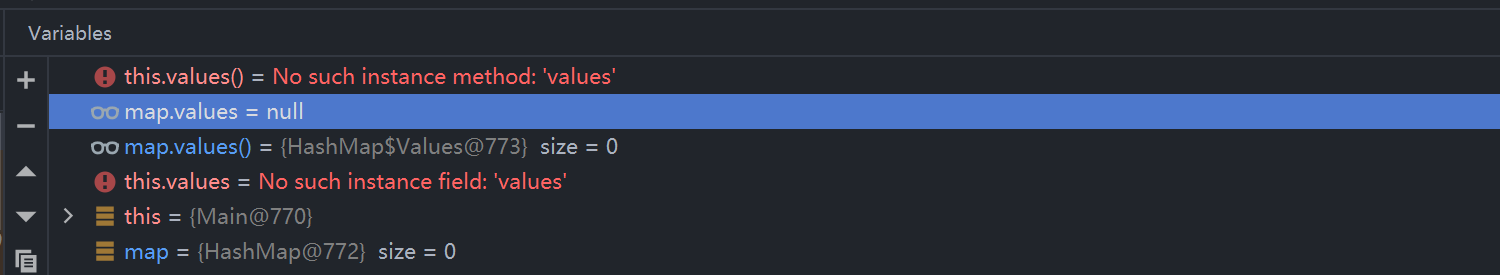 Variables
this.values() = No such instance method: 'values'
map.values = null
map.values() = {HashMap$Values@773} size = 0
this.values = No such instance field: 'values'
this = {Main@770}
map = {HashMap@772} size = 0